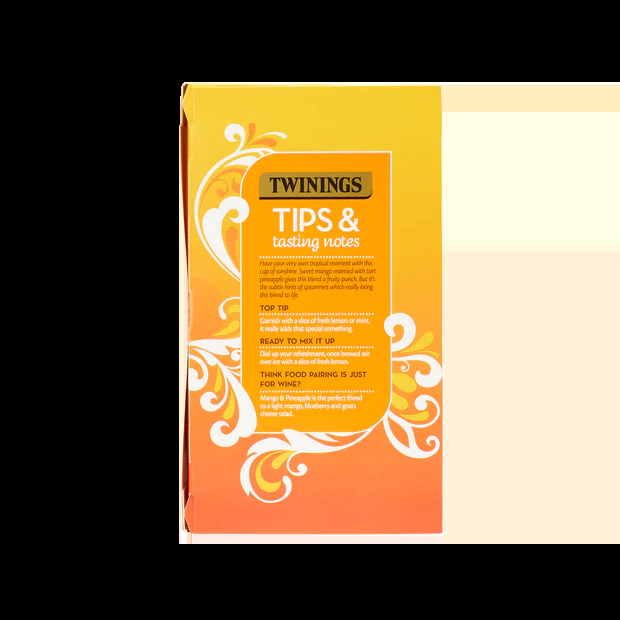 TWININGS
TIPS &
tasting notes
Have your very own tropical moment with this
cup of sunshine. Sweet mango married with tart
pineapple gives this blend a fruity punch. But it's
the subtle hints of spearmint which really bring
this blend to life.
TOP TIP
Garnish with a slice of fresh lemon or mint,
it really adds that special something.
READY TO MIX IT UP
Dial up your refreshment, once brewed stir
over ice with a slice of fresh lemon.
THINK FOOD PAIRING IS JUST
FOR WINE?
Mango & Pineapple is the perfect friend
to a light mango, blueberry and goats
cheese salad.